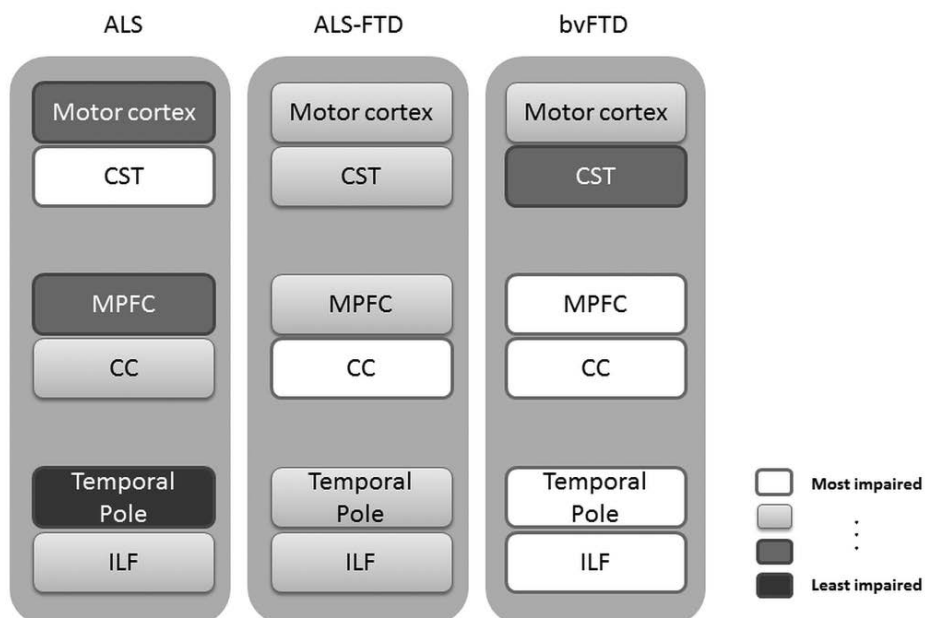 ALS
ALS-FTD
bvFTD
Motor cortex
CST
MPFC
CC
Temporal
Pole
ILF
Motor cortex
CST
MPFC
CC
Temporal
Pole
ILF
Motor cortex
CST
MPFC
CC
Temporal
Pole
ILF
Most impaired
Least impaired